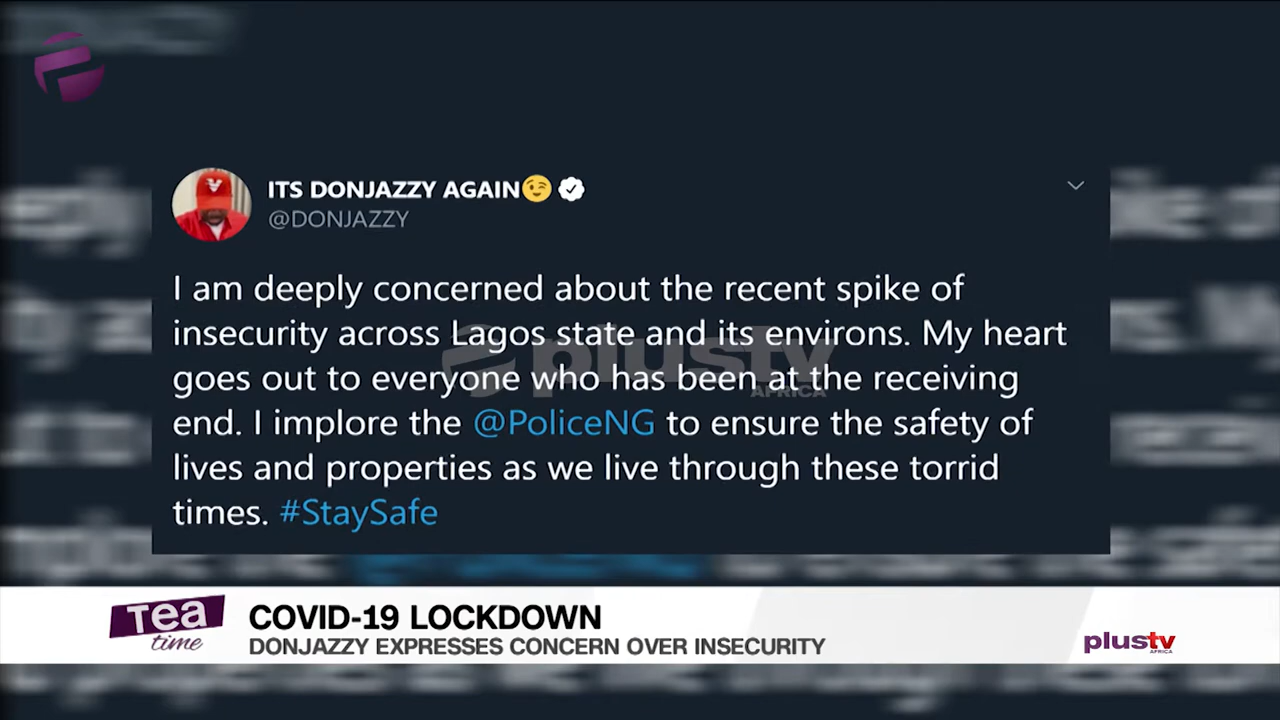 ITS DONJAZZY AGAIN😉
@DONJAZZY
I am deeply concerned about the recent spike of
insecurity across Lagos state and its environs. My heart
goes out to everyone who has been at the receiving
end. I implore the @PoliceNG to ensure the safety of
lives and properties as we live through these torrid
times. #StaySafe
plustv
AFRICA
Tea
time
COVID-19 LOCKDOWN
DONJAZZY EXPRESSES CONCERN OVER INSECURITY
plustv
AFRICA